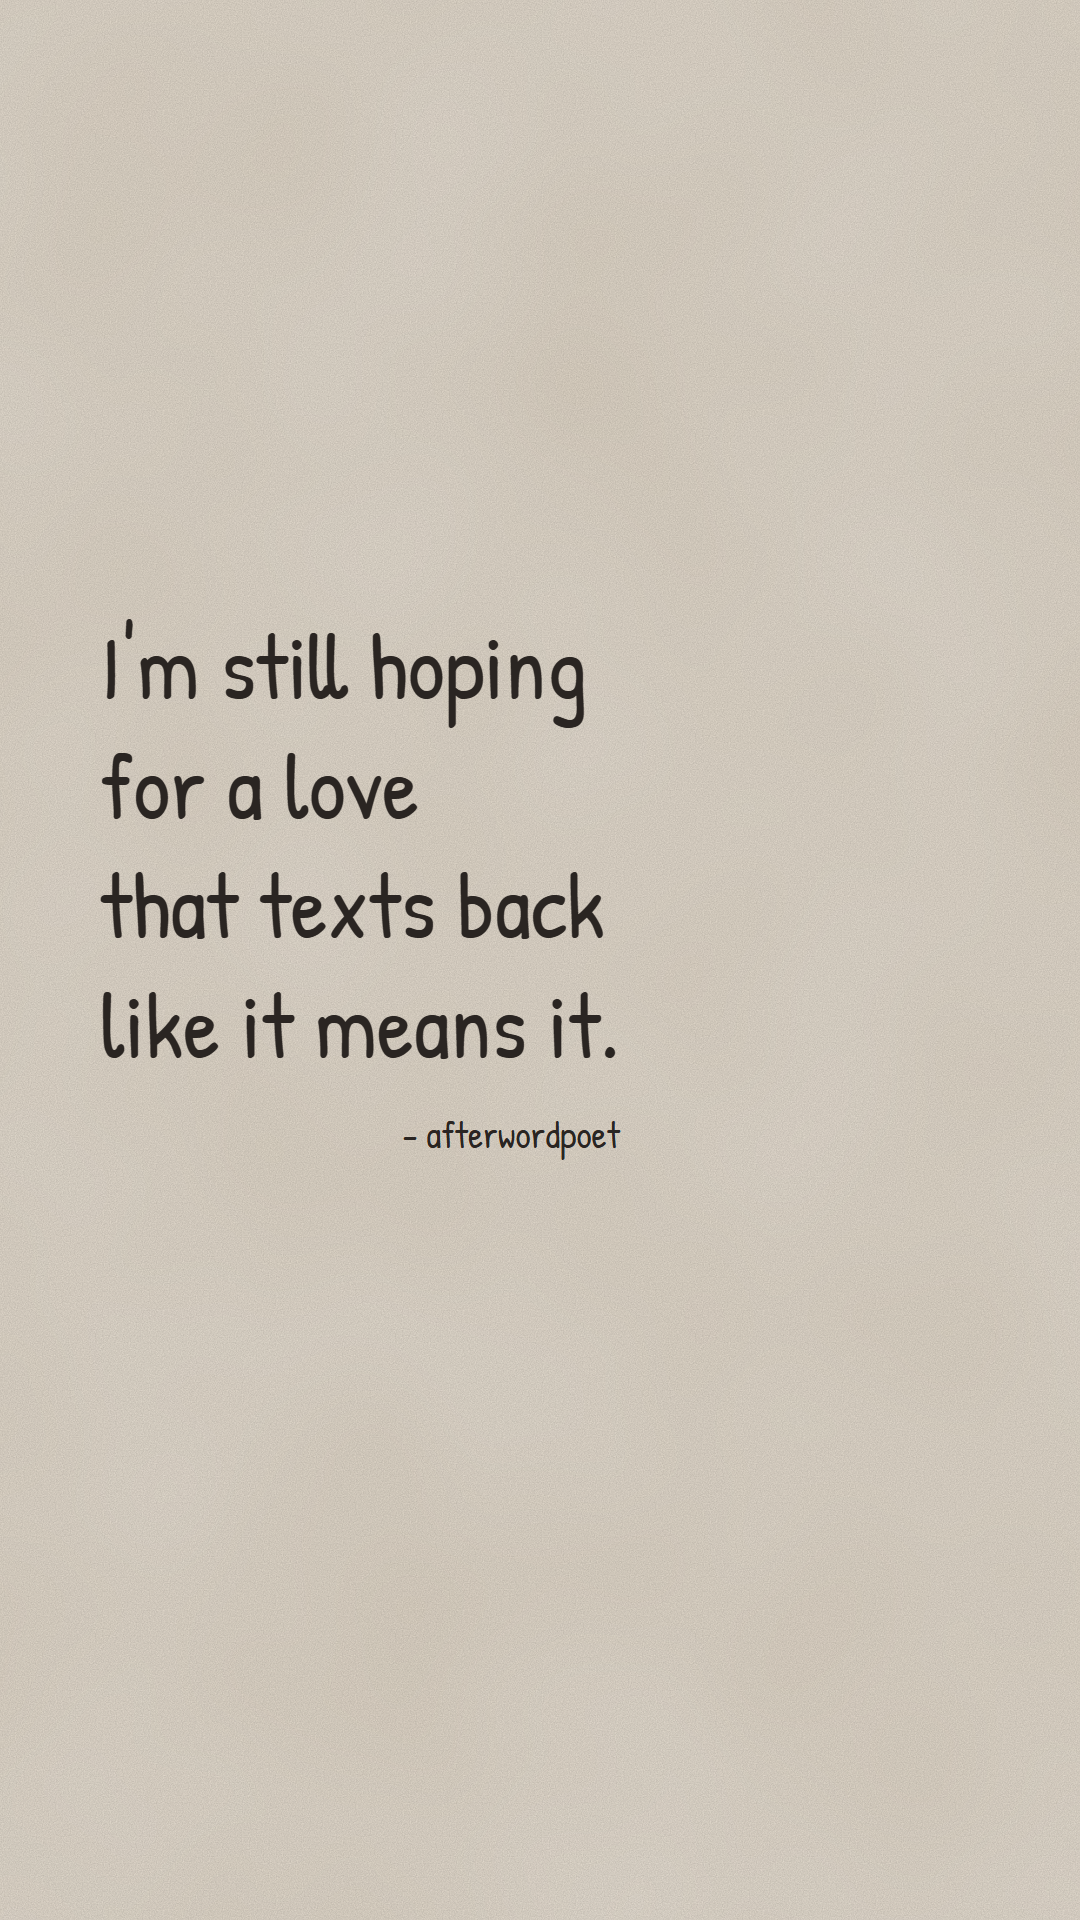 I'm still hoping
for a love
that texts back
like it means it.
- afterwordpoet